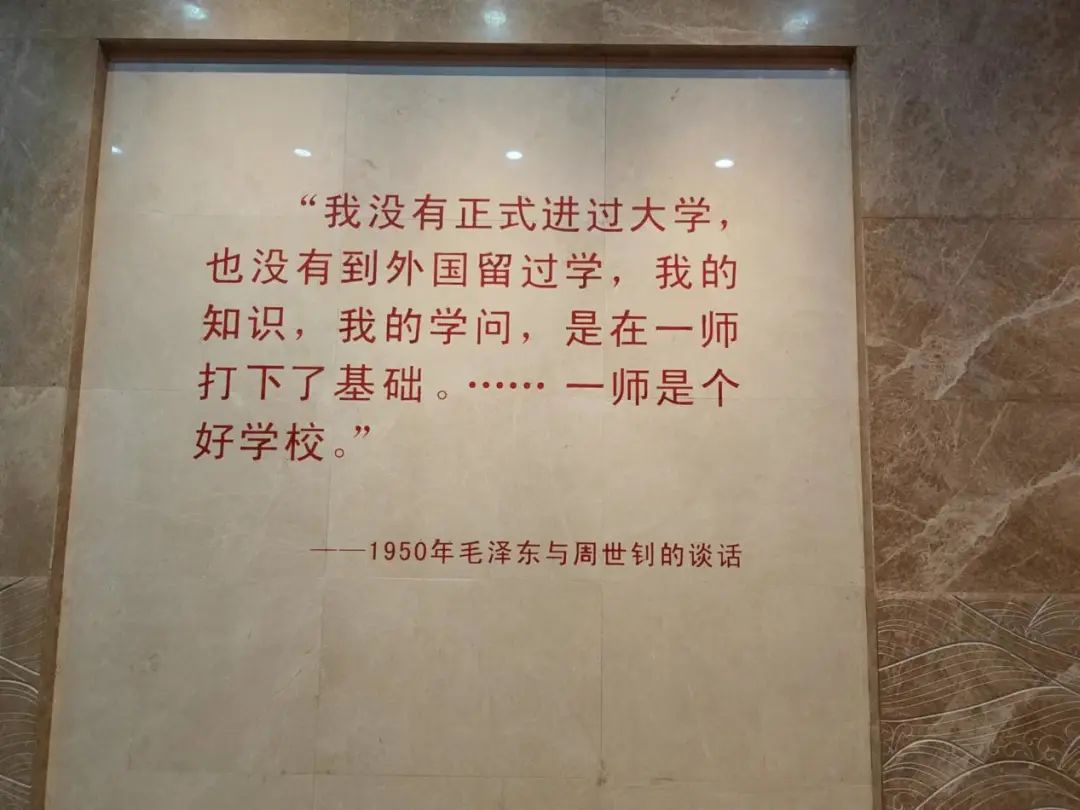 “我没有正式进过大学，
也没有到外国留过学，我的
知识，我的学问，是在一师
打下了基础。…… 一师是个
好学校。”
——1950年毛泽东与周世钊的谈话